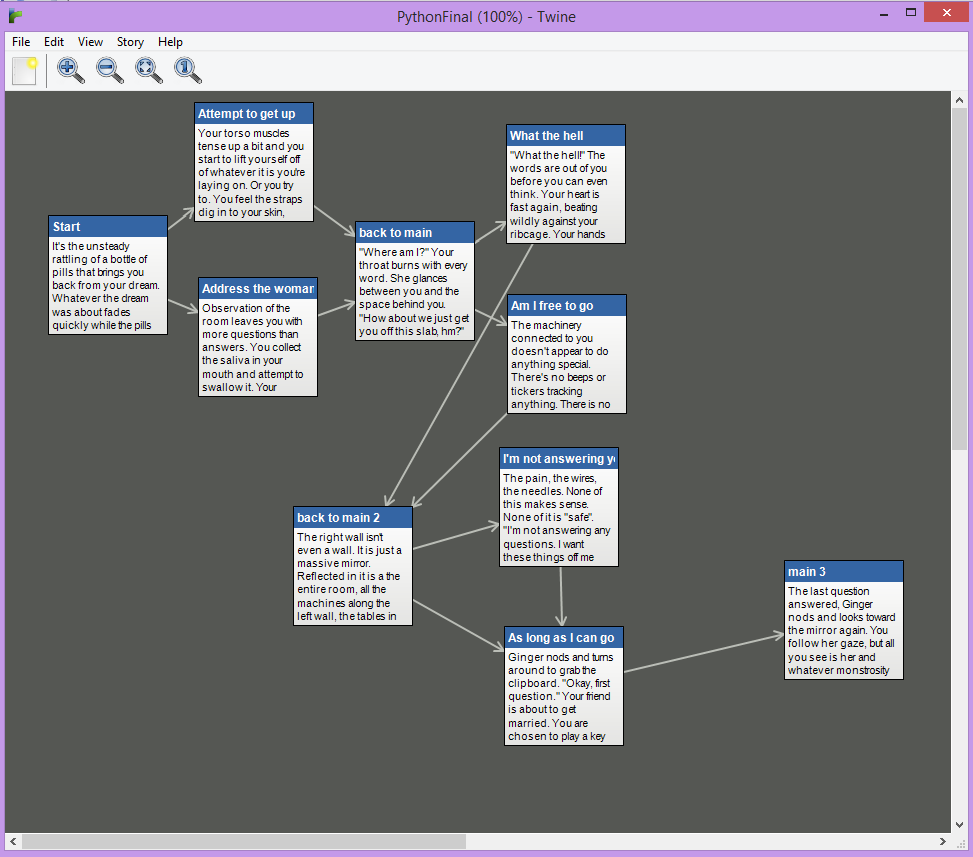 PythonFinal (100%) - Twine
File Edit View Story Help
Attempt to get up
Your torso muscles
tense up a bit and you
start to lift yourself off
of whatever it is you're
laying on. Or you try
to. You feel the straps
dig in to your skin,
What the hell
"What the hell!" The
words are out of you
before you can even
think. Your heart is
fast again, beating
wildly against your
ribcage. Your hands
Start
It's the unsteady
rattling of a bottle of
pills that brings you
back from your dream.
Whatever the dream
was about fades
quickly while the pills
back to main
"Where am I?" Your
throat burns with every
word. She glances
between you and the
space behind you.
"How about we just get
you off this slab, hm?"
Address the woman
Observation of the
room leaves you with
more questions than
answers. You collect
the saliva in your
mouth and attempt to
swallow it. Your
Am I free to go
The machinery
connected to you
doesn't appear to do
anything special.
There's no beeps or
tickers tracking
anything. There is no
I'm not answering
The pain, the wires,
the needles. None of
this makes sense.
None of it is "safe".
"I'm not answering any
questions. I want
these things off me
back to main 2
The right wall isn't
even a wall. It is just a
massive mirror.
Reflected in it is a the
entire room, all the
machines along the
left wall, the tables in
main 3
The last question
answered, Ginger
nods and looks toward
the mirror again. You
follow her gaze, but all
you see is her and
whatever monstrosity
As long as I can go
Ginger nods and turns
around to grab the
clipboard. "Okay, first
question." Your friend
is about to get
married. You are
chosen to play a key